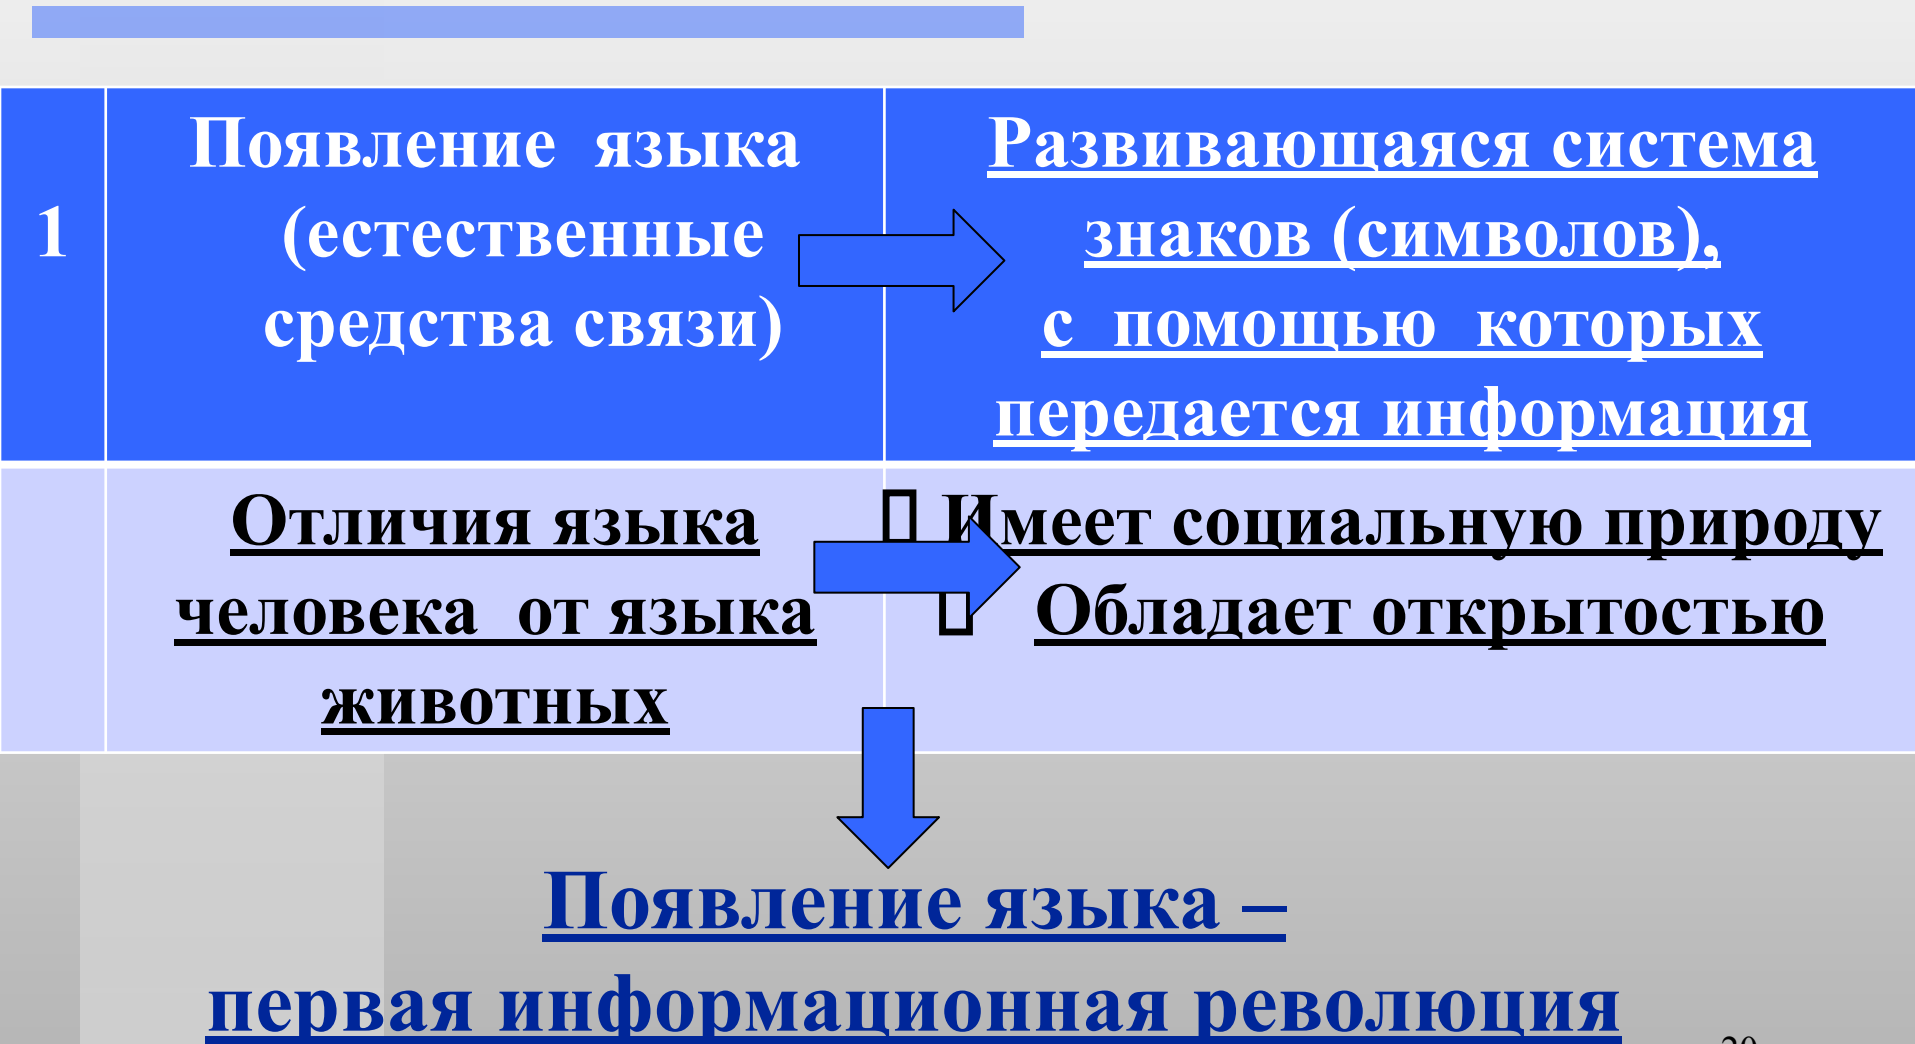 1
Появление языка
(естественные
средства связи)
Развивающаяся система
знаков (символов),
с помощью которых
передается информация
Отличия языка
человека от языка
животных
Имеет социальную природу
Обладает открытостью
Появление языка –
первая информационная революция